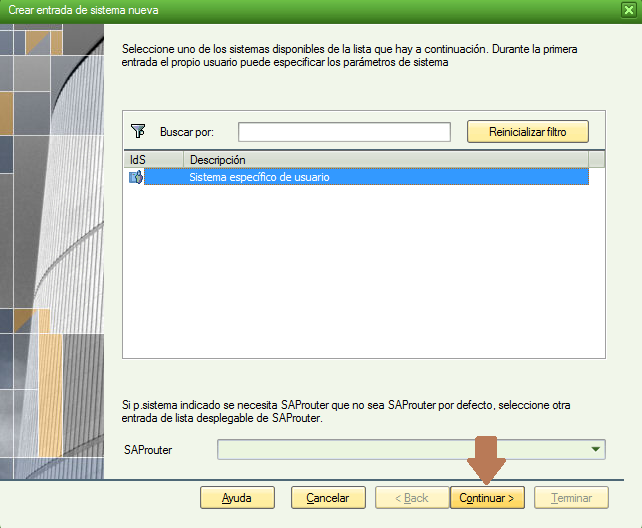 Crear entrada de sistema nueva
Seleccione uno de los sistemas disponibles de la lista que hay a continuación. Durante la primera
entrada el propio usuario puede especificar los parámetros de sistema
Buscar por:
Reinicializar filtro
IdS Descripción
Sistema específico de usuario
Si p.sistema indicado se necesita SAProuter que no sea SAProuter por defecto, seleccione otra
entrada de lista desplegable de SAProuter.
SAProuter
Ayuda Cancelar < Back Continuar > Terminar